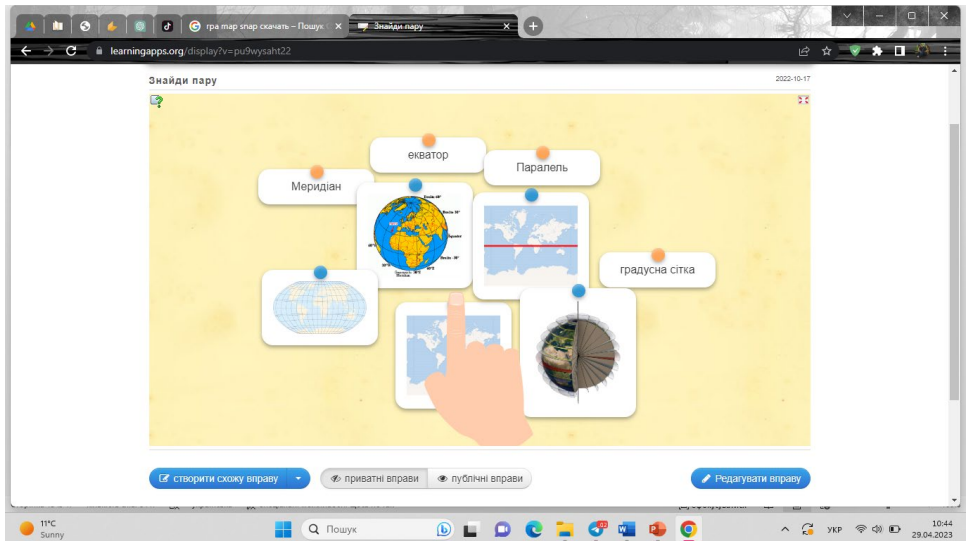 гра map snap скачать – Пошук
Знайди пару
learningapps.org/display?v=pu9wysaht22
Знайди пару
2022-10-17
екватор
Паралель
Меридіан
градусна сітка
створити схожу вправу
приватні вправи
публічні вправи
Редагувати вправу
11°C
Sunny
Пошук
УКР
10:44
29.04.2023